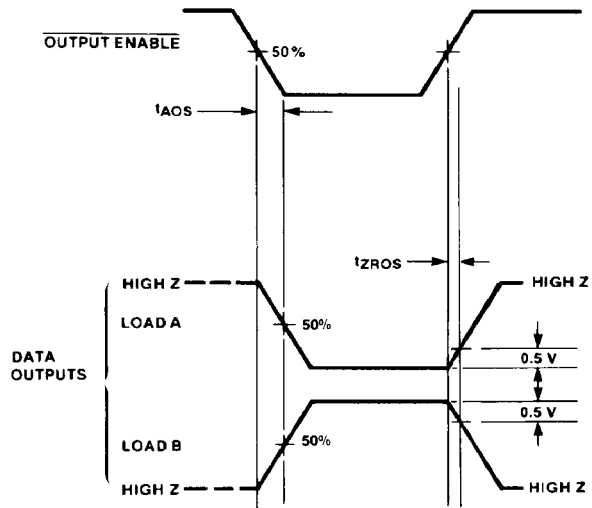 OUTPUT ENABLE
50%
tAOS
tZROS
HIGH Z
HIGH Z
LOAD A
50%
0.5 V
DATA
OUTPUTS
0.5 V
LOAD B
50%
HIGH Z
HIGH Z